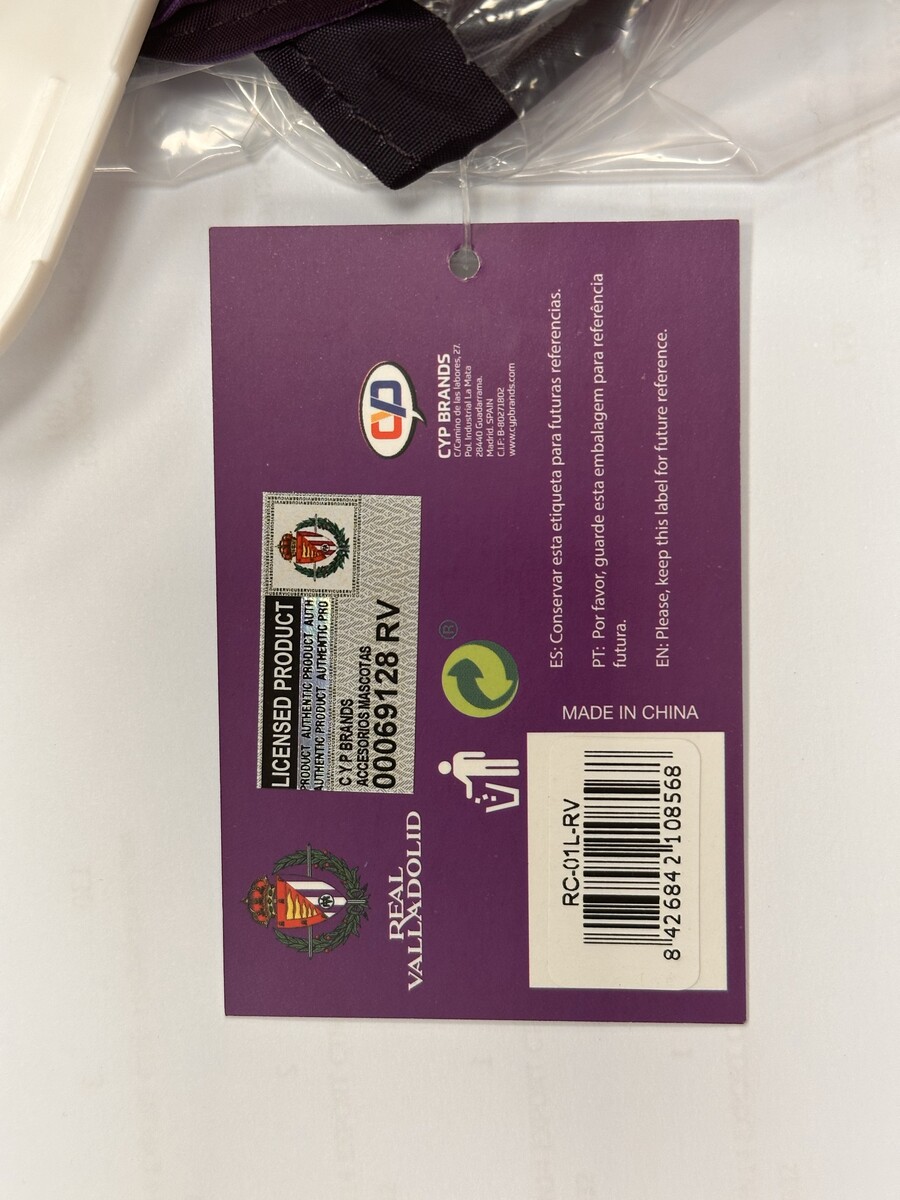 REAL
VALLADOLID
LICENSED PRODUCT
PRODUCT AUTHENTIC PRODUCT AUTH
AUTHENTIC PRODUCT AUTHENTIC PRO
C Y P BRANDS
ACCESORIOS MASCOTAS
00069128 RV
CYP
CYP BRANDS
C/Camino de las labores, 27.
Pol. Industrial La Mata
28440 Guadarrama.
Madrid. SPAIN
C.I.F: B-80271802
www.cypbrands.com
®
ES: Conservar esta etiqueta para futuras referencias.
PT: Por favor, guarde esta embalagem para referência
futura.
EN: Please, keep this label for future reference.
MADE IN CHINA
RC-01L-RV
8 426842 108568